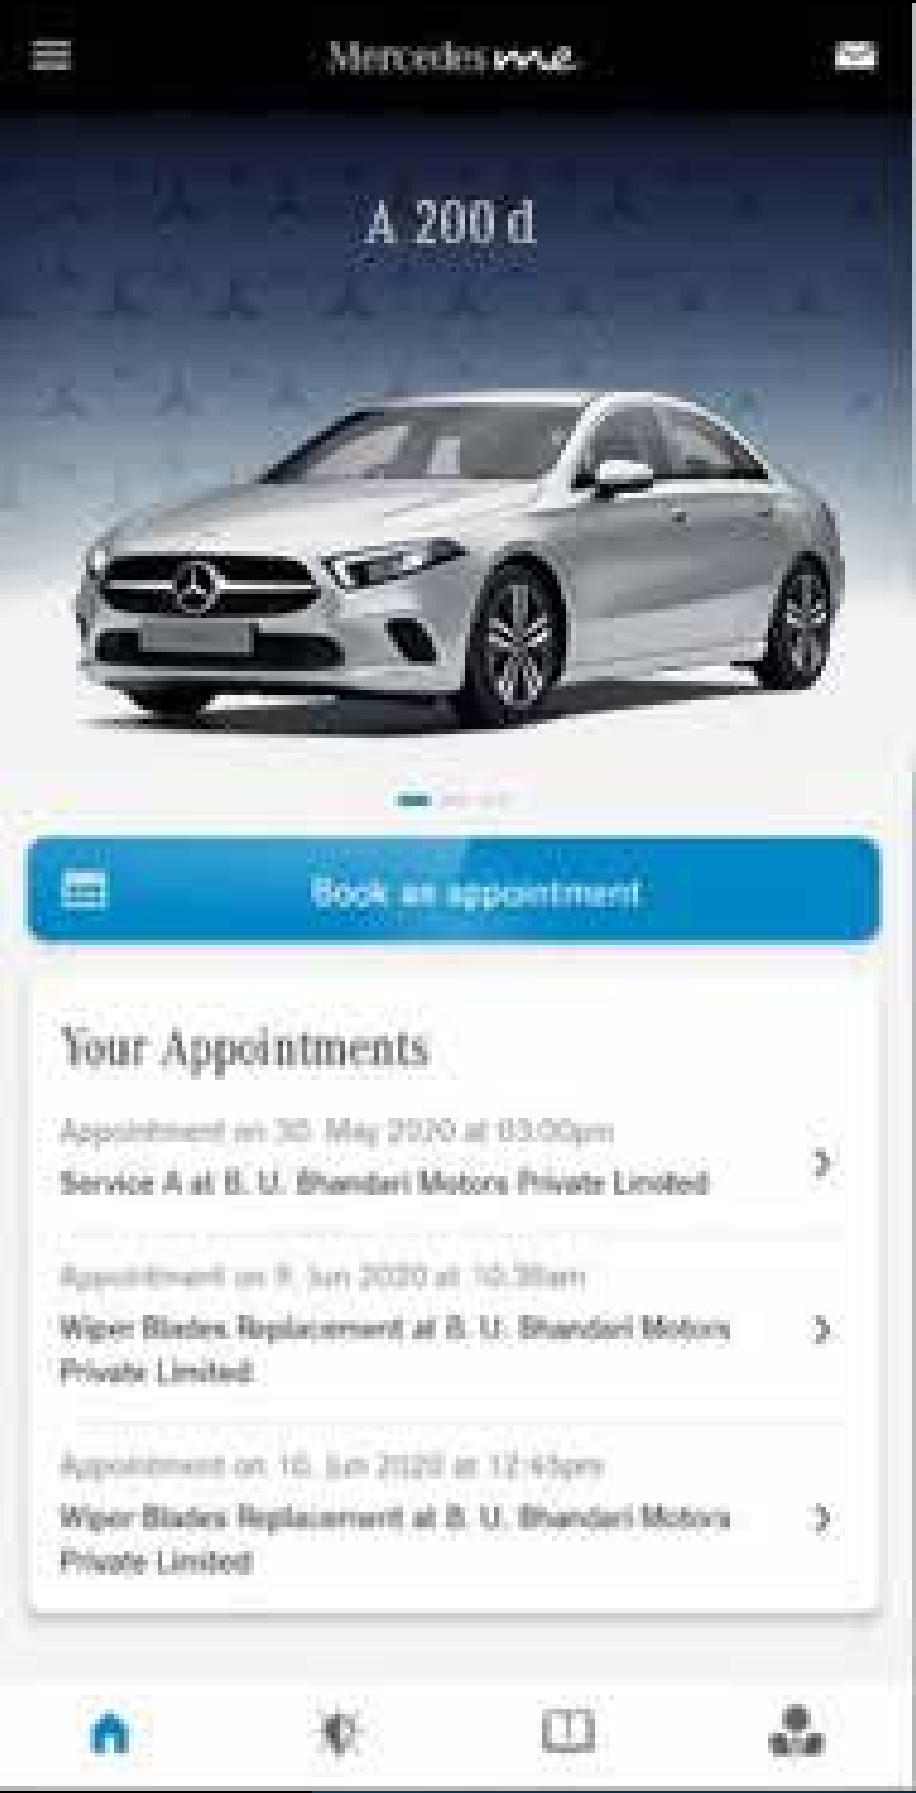 Mercedes me
A 200 d
Book an appointment
Your Appointments
Appointment on 30. May 2020 at 03:00pm
Service A at B. U. Bhandari Motors Private Limited
Appointment on 9. Jun 2020 at 10:30am
Wiper Blades Replacement at B. U. Bhandari Motors
Private Limited
Appointment on 10. Jun 2020 at 12:45pm
Wiper Blades Replacement at B. U. Bhandari Motors
Private Limited